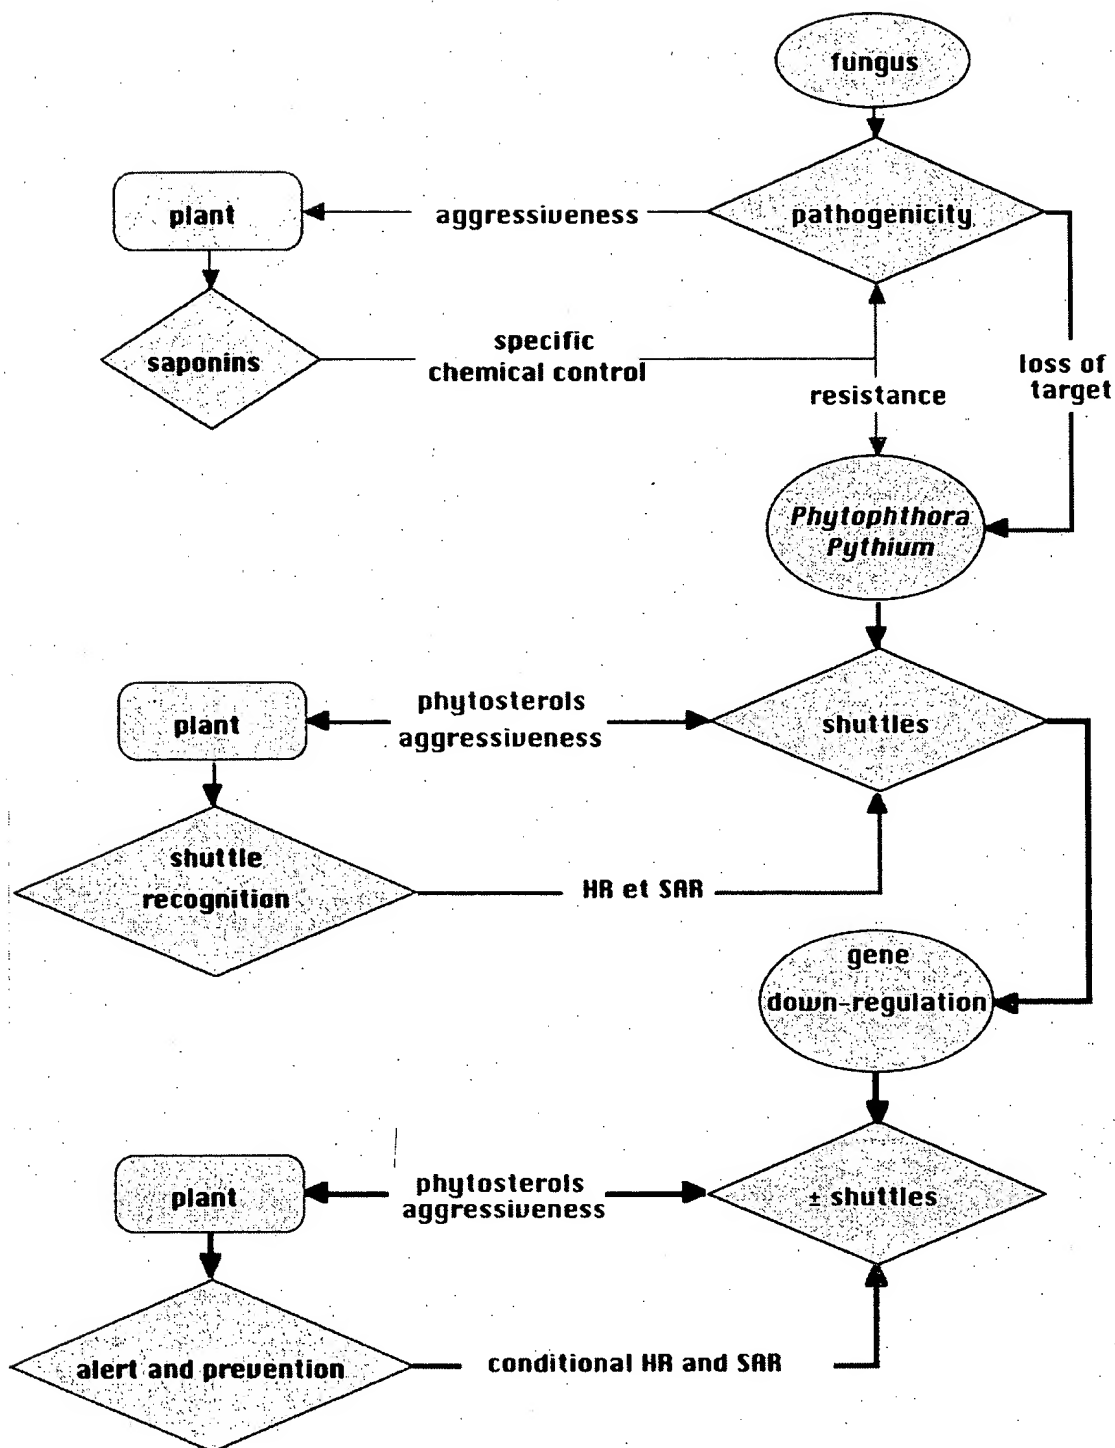 fungus
pathogenicity
aggressiveness
plant
saponins
specific
chemical control
resistance
loss of
target
Phytophthora
Pythium
shuttles
phytosterols
aggressiveness
plant
shuttle
recognition
HR et SAR
gene
down-regulation
± shuttles
phytosterols
aggressiveness
plant
alert and prevention
conditional HR and SAR